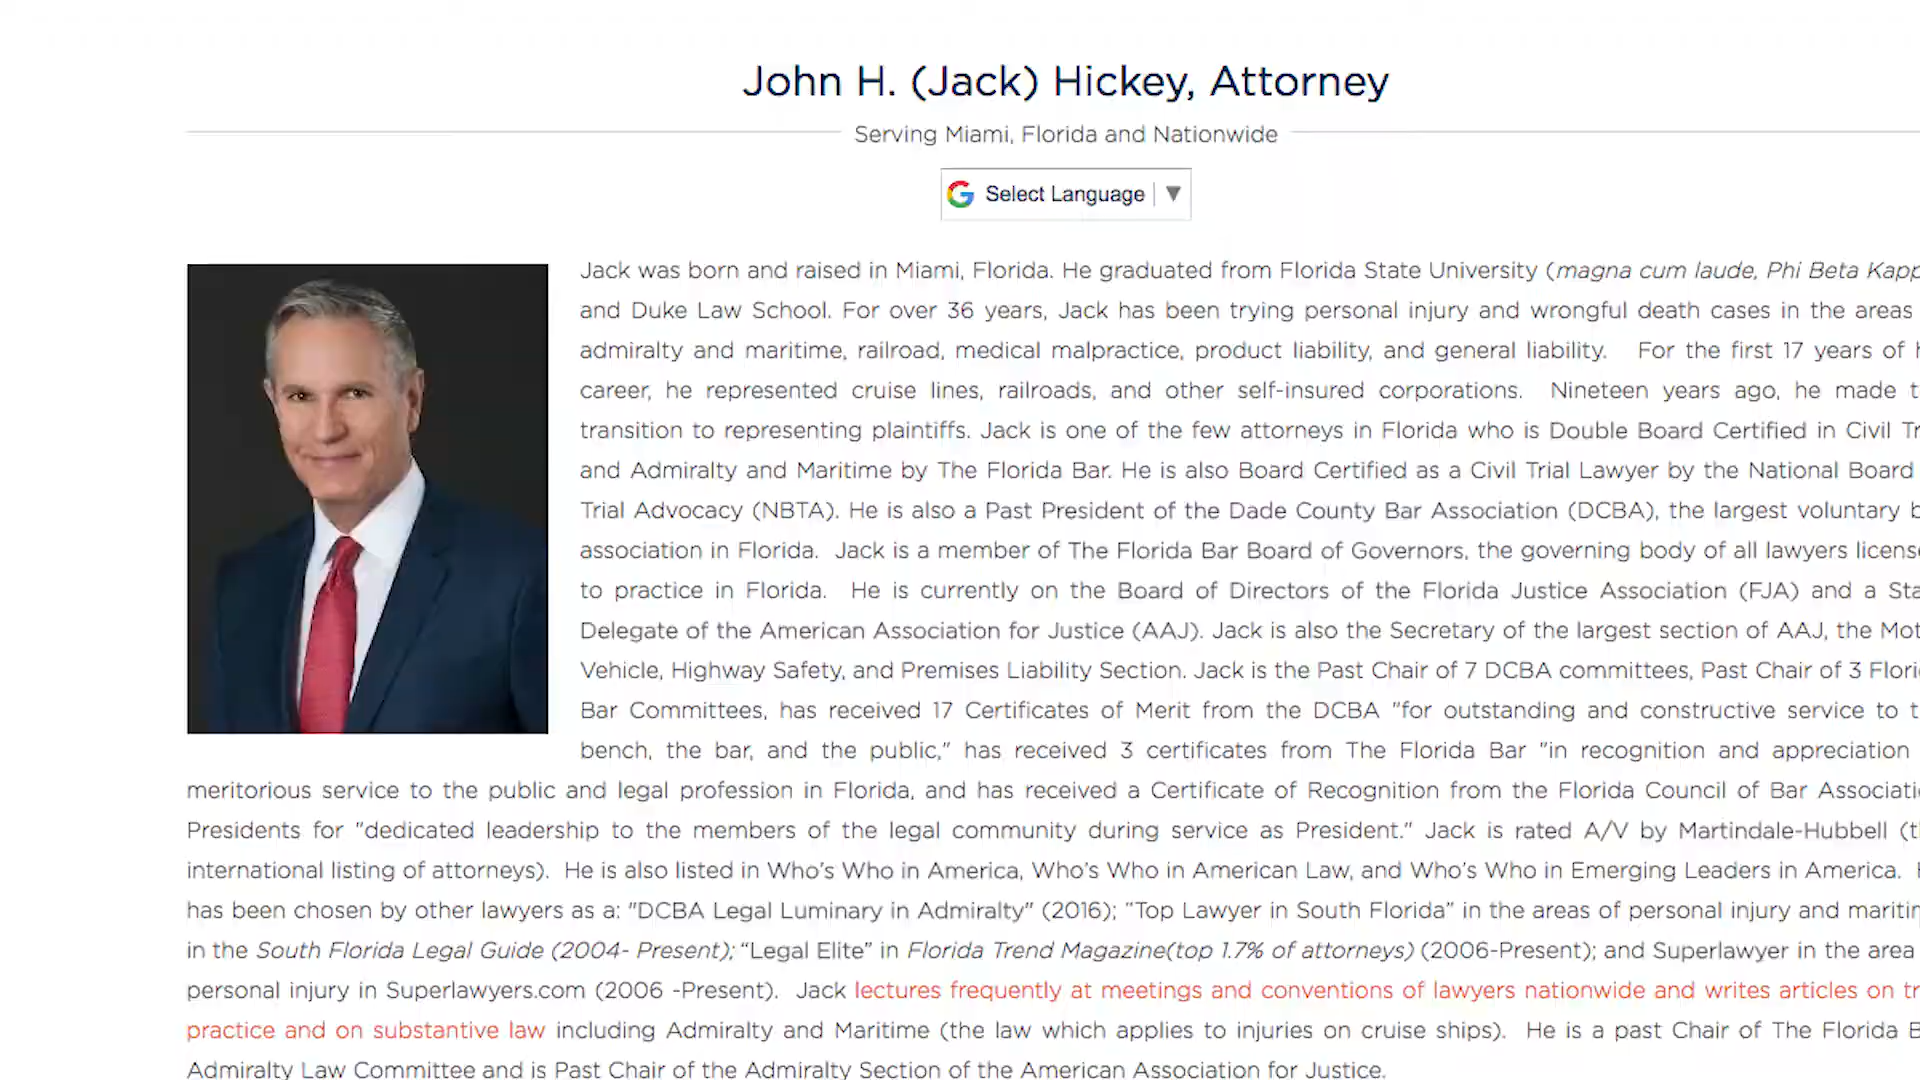 John H. (Jack) Hickey, Attorney
Serving Miami, Florida and Nationwide
Select Language
Jack was born and raised in Miami, Florida. He graduated from Florida State University (magna cum laude, Phi Beta
and Duke Law School. For over 36 years, Jack has been trying personal injury and wrongful death cases in the areas
admiralty and maritime, railroad, medical malpractice, product liability, and general liability. For the first 17 years of
career, he represented cruise lines, railroads, and other self-insured corporations. Nineteen years ago, he made
transition to representing plaintiffs. Jack is one of the few attorneys in Florida who is Double Board Certified in Civil
and Admiralty and Maritime by The Florida Bar. He is also Board Certified as a Civil Trial Lawyer by the National Board
Trial Advocacy (NBTA). He is also a Past President of the Dade County Bar Association (DCBA), the largest voluntary
association in Florida. Jack is a member of The Florida Bar Board of Governors, the governing body of all lawyers
to practice in Florida. He is currently on the Board of Directors of the Florida Justice Association (FJA) and a
Delegate of the American Association for Justice (AAJ). Jack is also the Secretary of the largest section of AAJ, the
Vehicle, Highway Safety, and Premises Liability Section. Jack is the Past Chair of 7 DCBA committees, Past Chair of 3
Bar Committees, has received 17 Certificates of Merit from the DCBA "for outstanding and constructive service to
bench, the bar, and the public," has received 3 certificates from The Florida Bar "in recognition and appreciation
meritorious service to the public and legal profession in Florida, and has received a Certificate of Recognition from the Florida Council of Bar
Presidents for "dedicated leadership to the members of the legal community during service as President." Jack is rated A/V by Martindale-Hubbell
international listing of attorneys). He is also listed in Who's Who in America, Who's Who in American Law, and Who's Who in Emerging Leaders in America.
has been chosen by other lawyers as a: "DCBA Legal Luminary in Admiralty" (2016); "Top Lawyer in South Florida" in the areas of personal injury and
in the South Florida Legal Guide (2004- Present); "Legal Elite" in Florida Trend Magazine(top 1.7% of attorneys) (2006-Present); and Superlawyer in the area
personal injury in Superlawyers.com (2006 -Present). Jack lectures frequently at meetings and conventions of lawyers nationwide and writes articles on
practice and on substantive law including Admiralty and Maritime (the law which applies to injuries on cruise ships). He is a past Chair of The Florida
Admiralty Law Committee and is Past Chair of the Admiralty Section of the American Association for Justice.